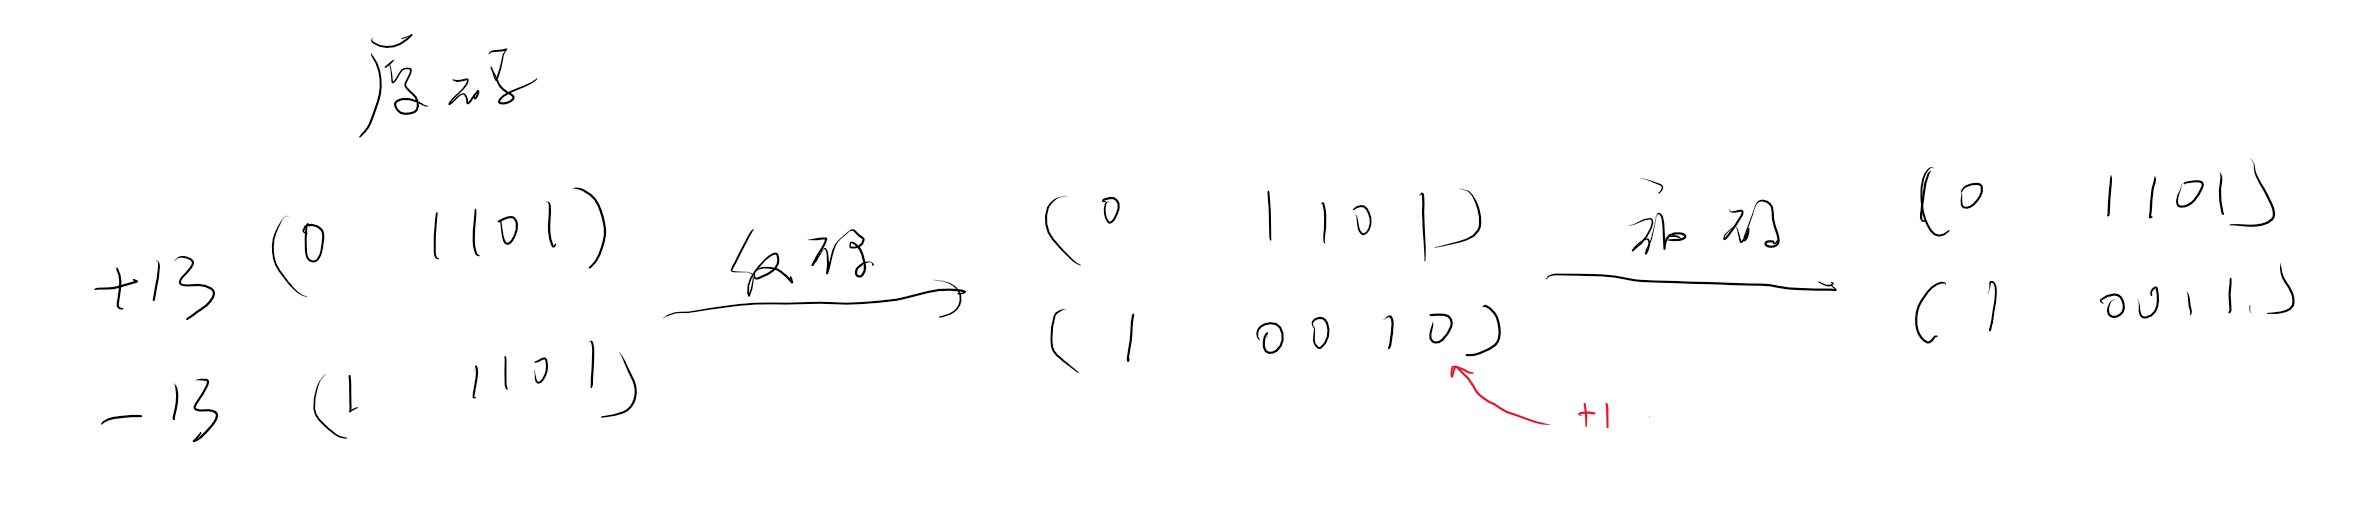 原码
+13 (0 1101) 反码 (0 1101) 补码 (0 1101)
-13 (1 1101) (1 0010) (1 0011)
+1